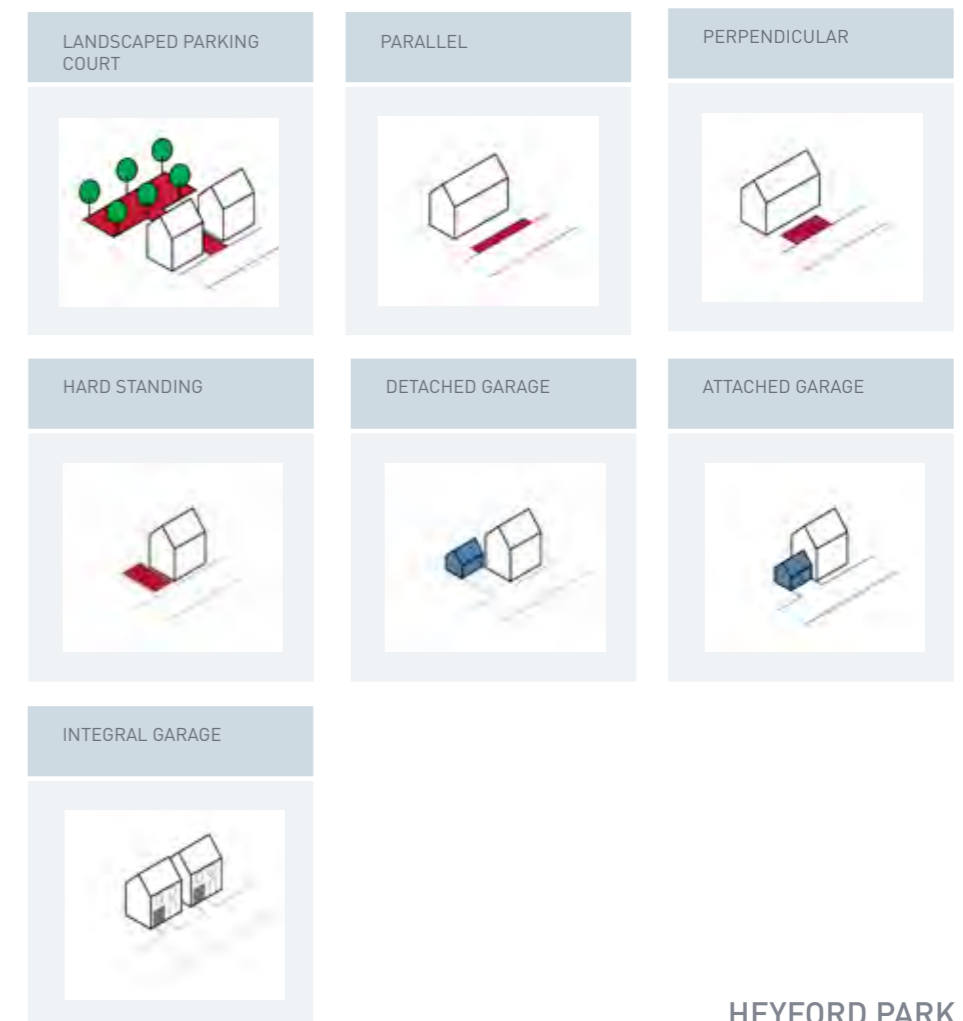 LANDSCAPED PARKING
COURT
PARALLEL
PERPENDICULAR
HARD STANDING
DETACHED GARAGE
ATTACHED GARAGE
INTEGRAL GARAGE
HEYFORD PARK